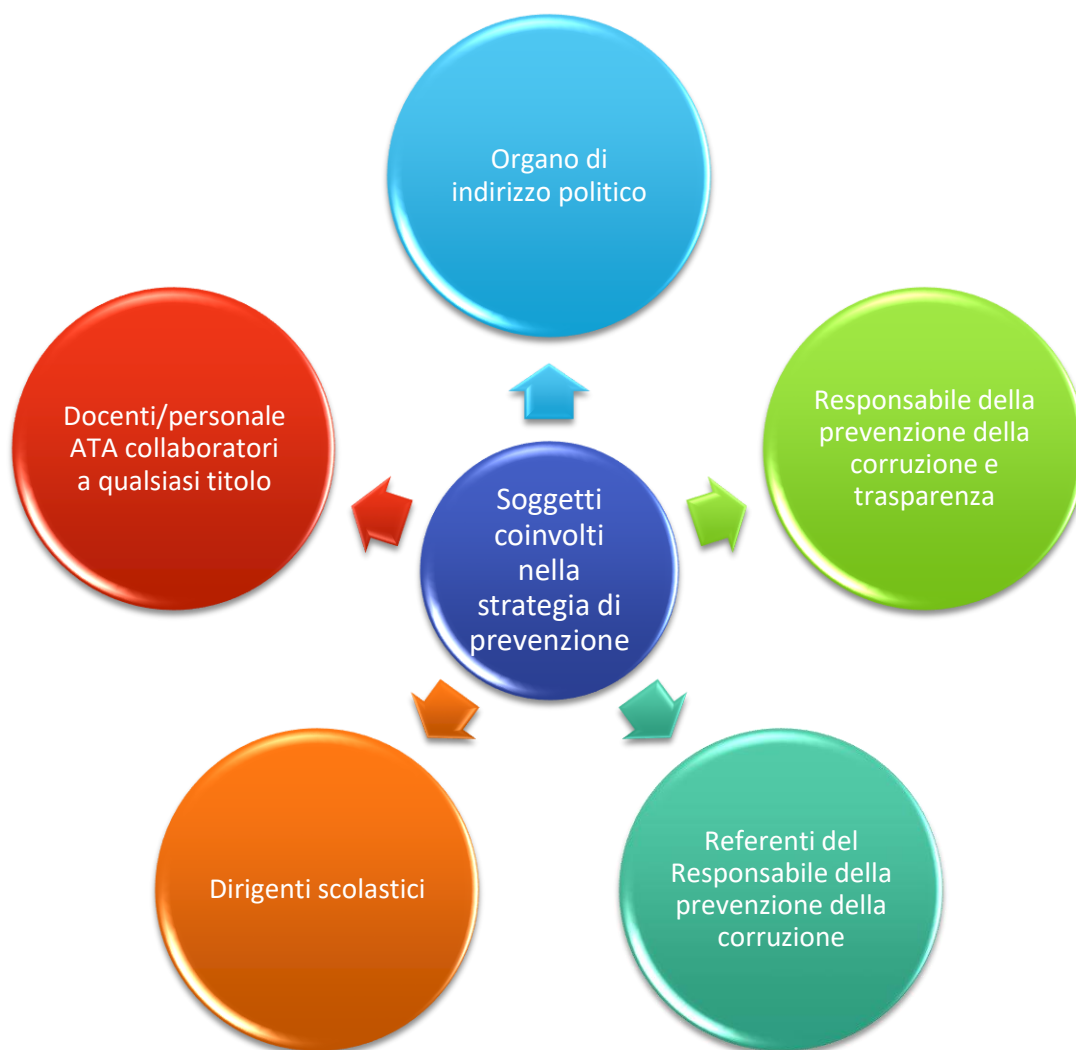 Organo di
indirizzo politico
Responsabile della
prevenzione della
corruzione e
trasparenza
Referenti del
Responsabile della
prevenzione della
corruzione
Dirigenti scolastici
Docenti/personale
ATA collaboratori
a qualsiasi titolo
Soggetti
coinvolti
nella
strategia di
prevenzione